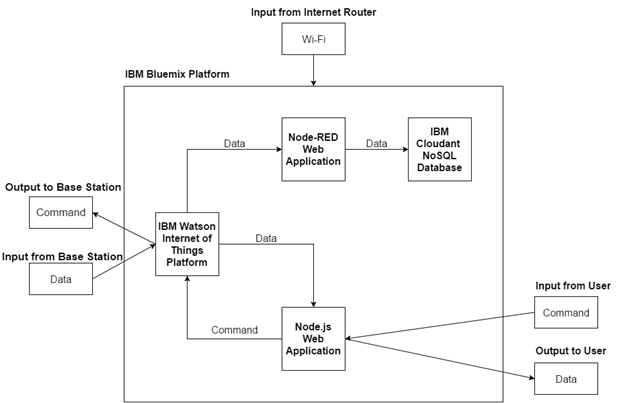 Input from Internet Router
Wi-Fi
IBM Bluemix Platform
Node-RED
Web
Application
IBM
Cloudant
NoSQL
Database
Data
Data
Output to Base Station
Command
IBM Watson
Internet of
Things
Platform
Data
Input from Base Station
Data
Input from User
Command
Command
Node.js
Web
Application
Output to User
Data